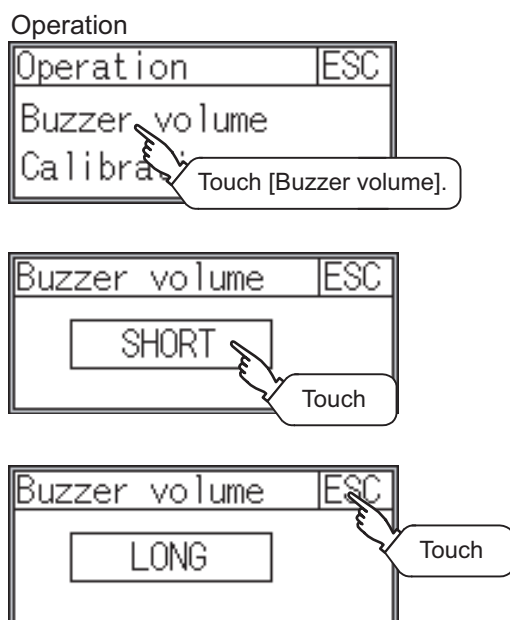 Operation
Operation ESC
Buzzer volume
Touch [Buzzer volume].
Buzzer volume ESC
SHORT
Touch
Buzzer volume ESC
LONG
Touch